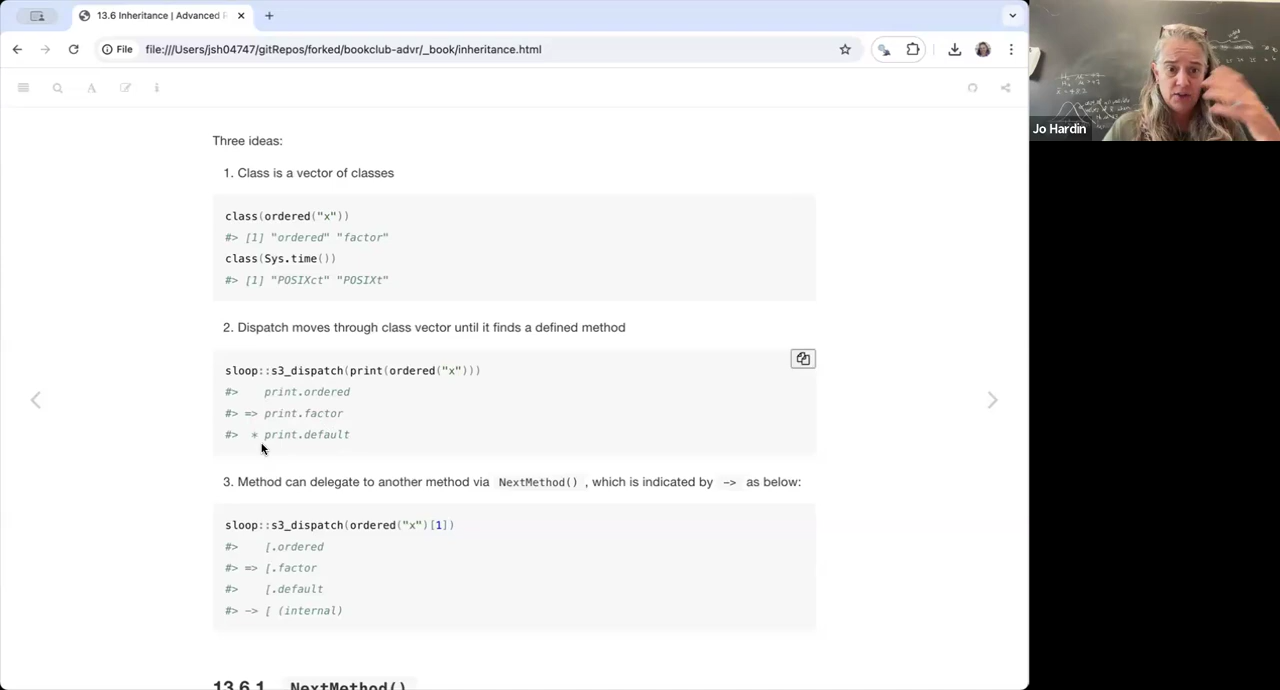 13.6 Inheritance | Advanced R
File file:///Users/jsh04747/gitRepos/forked/bookclub-advr/_book/inheritance.html
Jo Hardin
Three ideas:
1. Class is a vector of classes
class(ordered("x"))
#> [1] "ordered" "factor"
class(Sys.time())
#> [1] "POSIXct" "POSIXt"
2. Dispatch moves through class vector until it finds a defined method
sloop::s3_dispatch(print(ordered("x")))
#> print.ordered
#> => print.factor
#> * print.default
3. Method can delegate to another method via NextMethod() , which is indicated by -> as below:
sloop::s3_dispatch(ordered("x")[1])
#> [.ordered
#> => [.factor
#> [.default
#> -> [ (internal)
13.6.1 NextMethod()